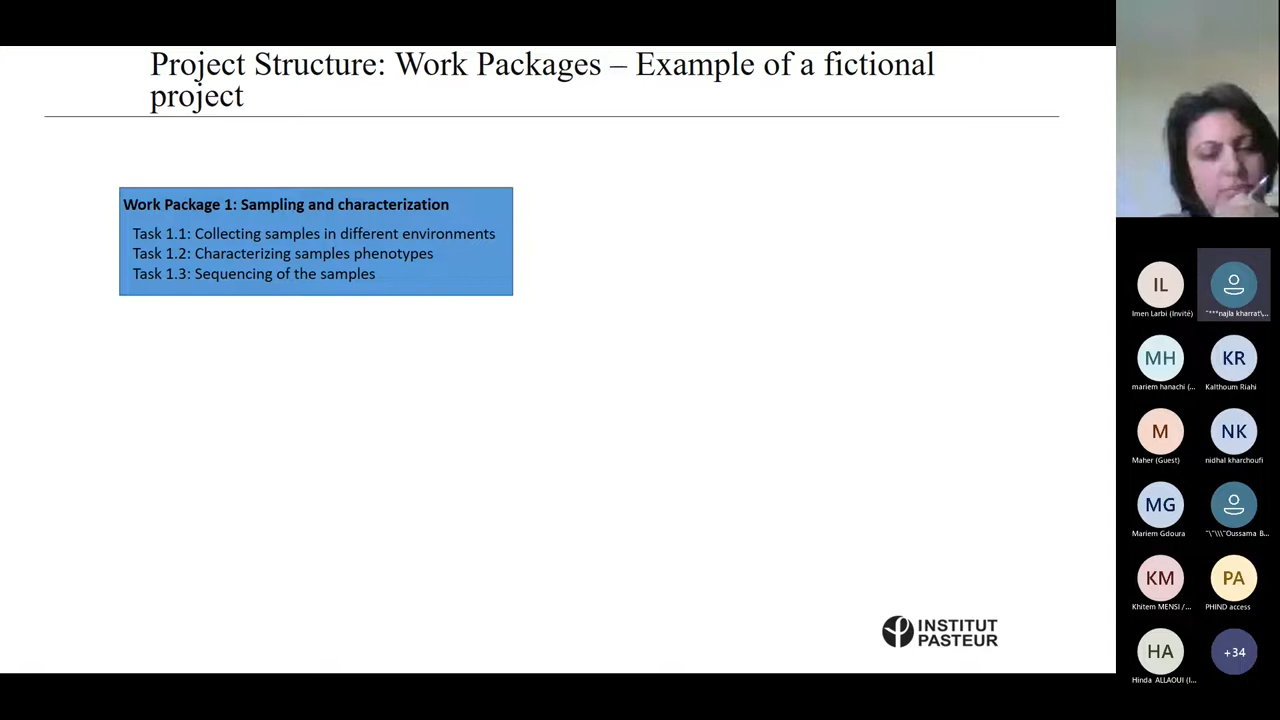 Project Structure: Work Packages – Example of a fictional
project
Work Package 1: Sampling and characterization
Task 1.1: Collecting samples in different environments
Task 1.2: Characterizing samples phenotypes
Task 1.3: Sequencing of the samples
INSTITUT
PASTEUR
IL
Imen Larbi (Invité)
~***najla kharrat\...
MH
mariem hanachi (...
KR
Kalthoum Riahi
M
Maher (Guest)
NK
nidhal kharchoufi
MG
Mariem Gdoura
~\"\\\~Oussama B...
KM
Khitem MENSI /...
PA
PHIND access
HA
Hinda ALLAOUI (I...
+34